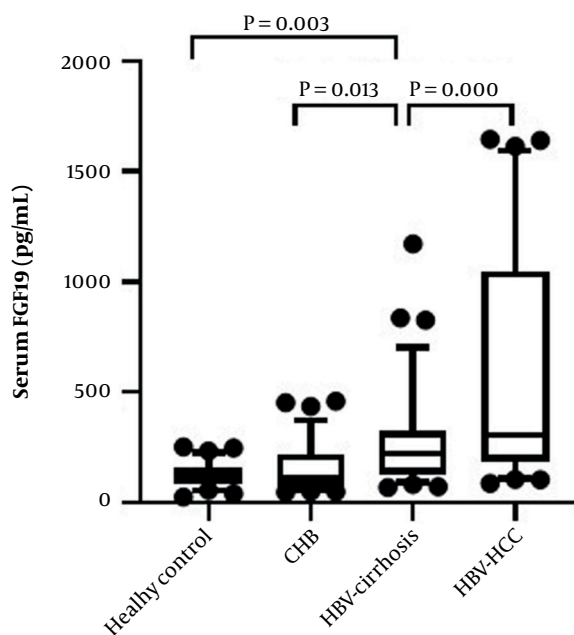 P = 0.003
2000
P = 0.013
P = 0.000
1500
1000
500
0
Serum FGF19 (pg/mL)
Healhy control
CHB
HBV-cirrhosis
HBV-HCC